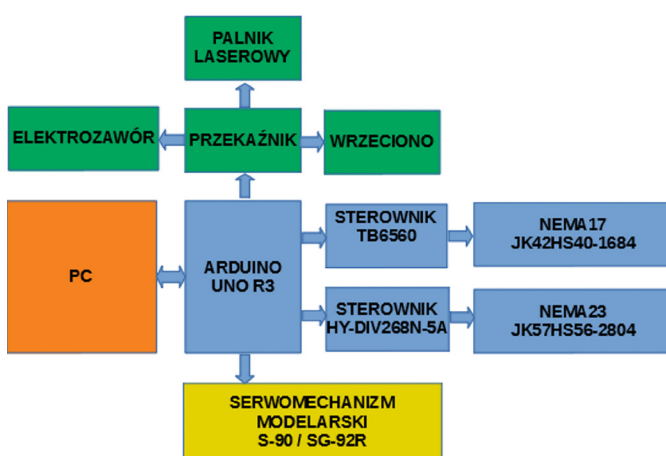 PALNIK
LASEROWY
ELEKTROZAWÓR
PRZEKAŹNIK
WRZECIONO
PC
ARDUINO
UNO R3
STEROWNIK
TB6560
NEMA17
JK42HS40-1684
STEROWNIK
HY-DIV268N-5A
NEMA23
JK57HS56-2804
SERWOMECHANIZM
MODELARSKI
S-90 / SG-92R